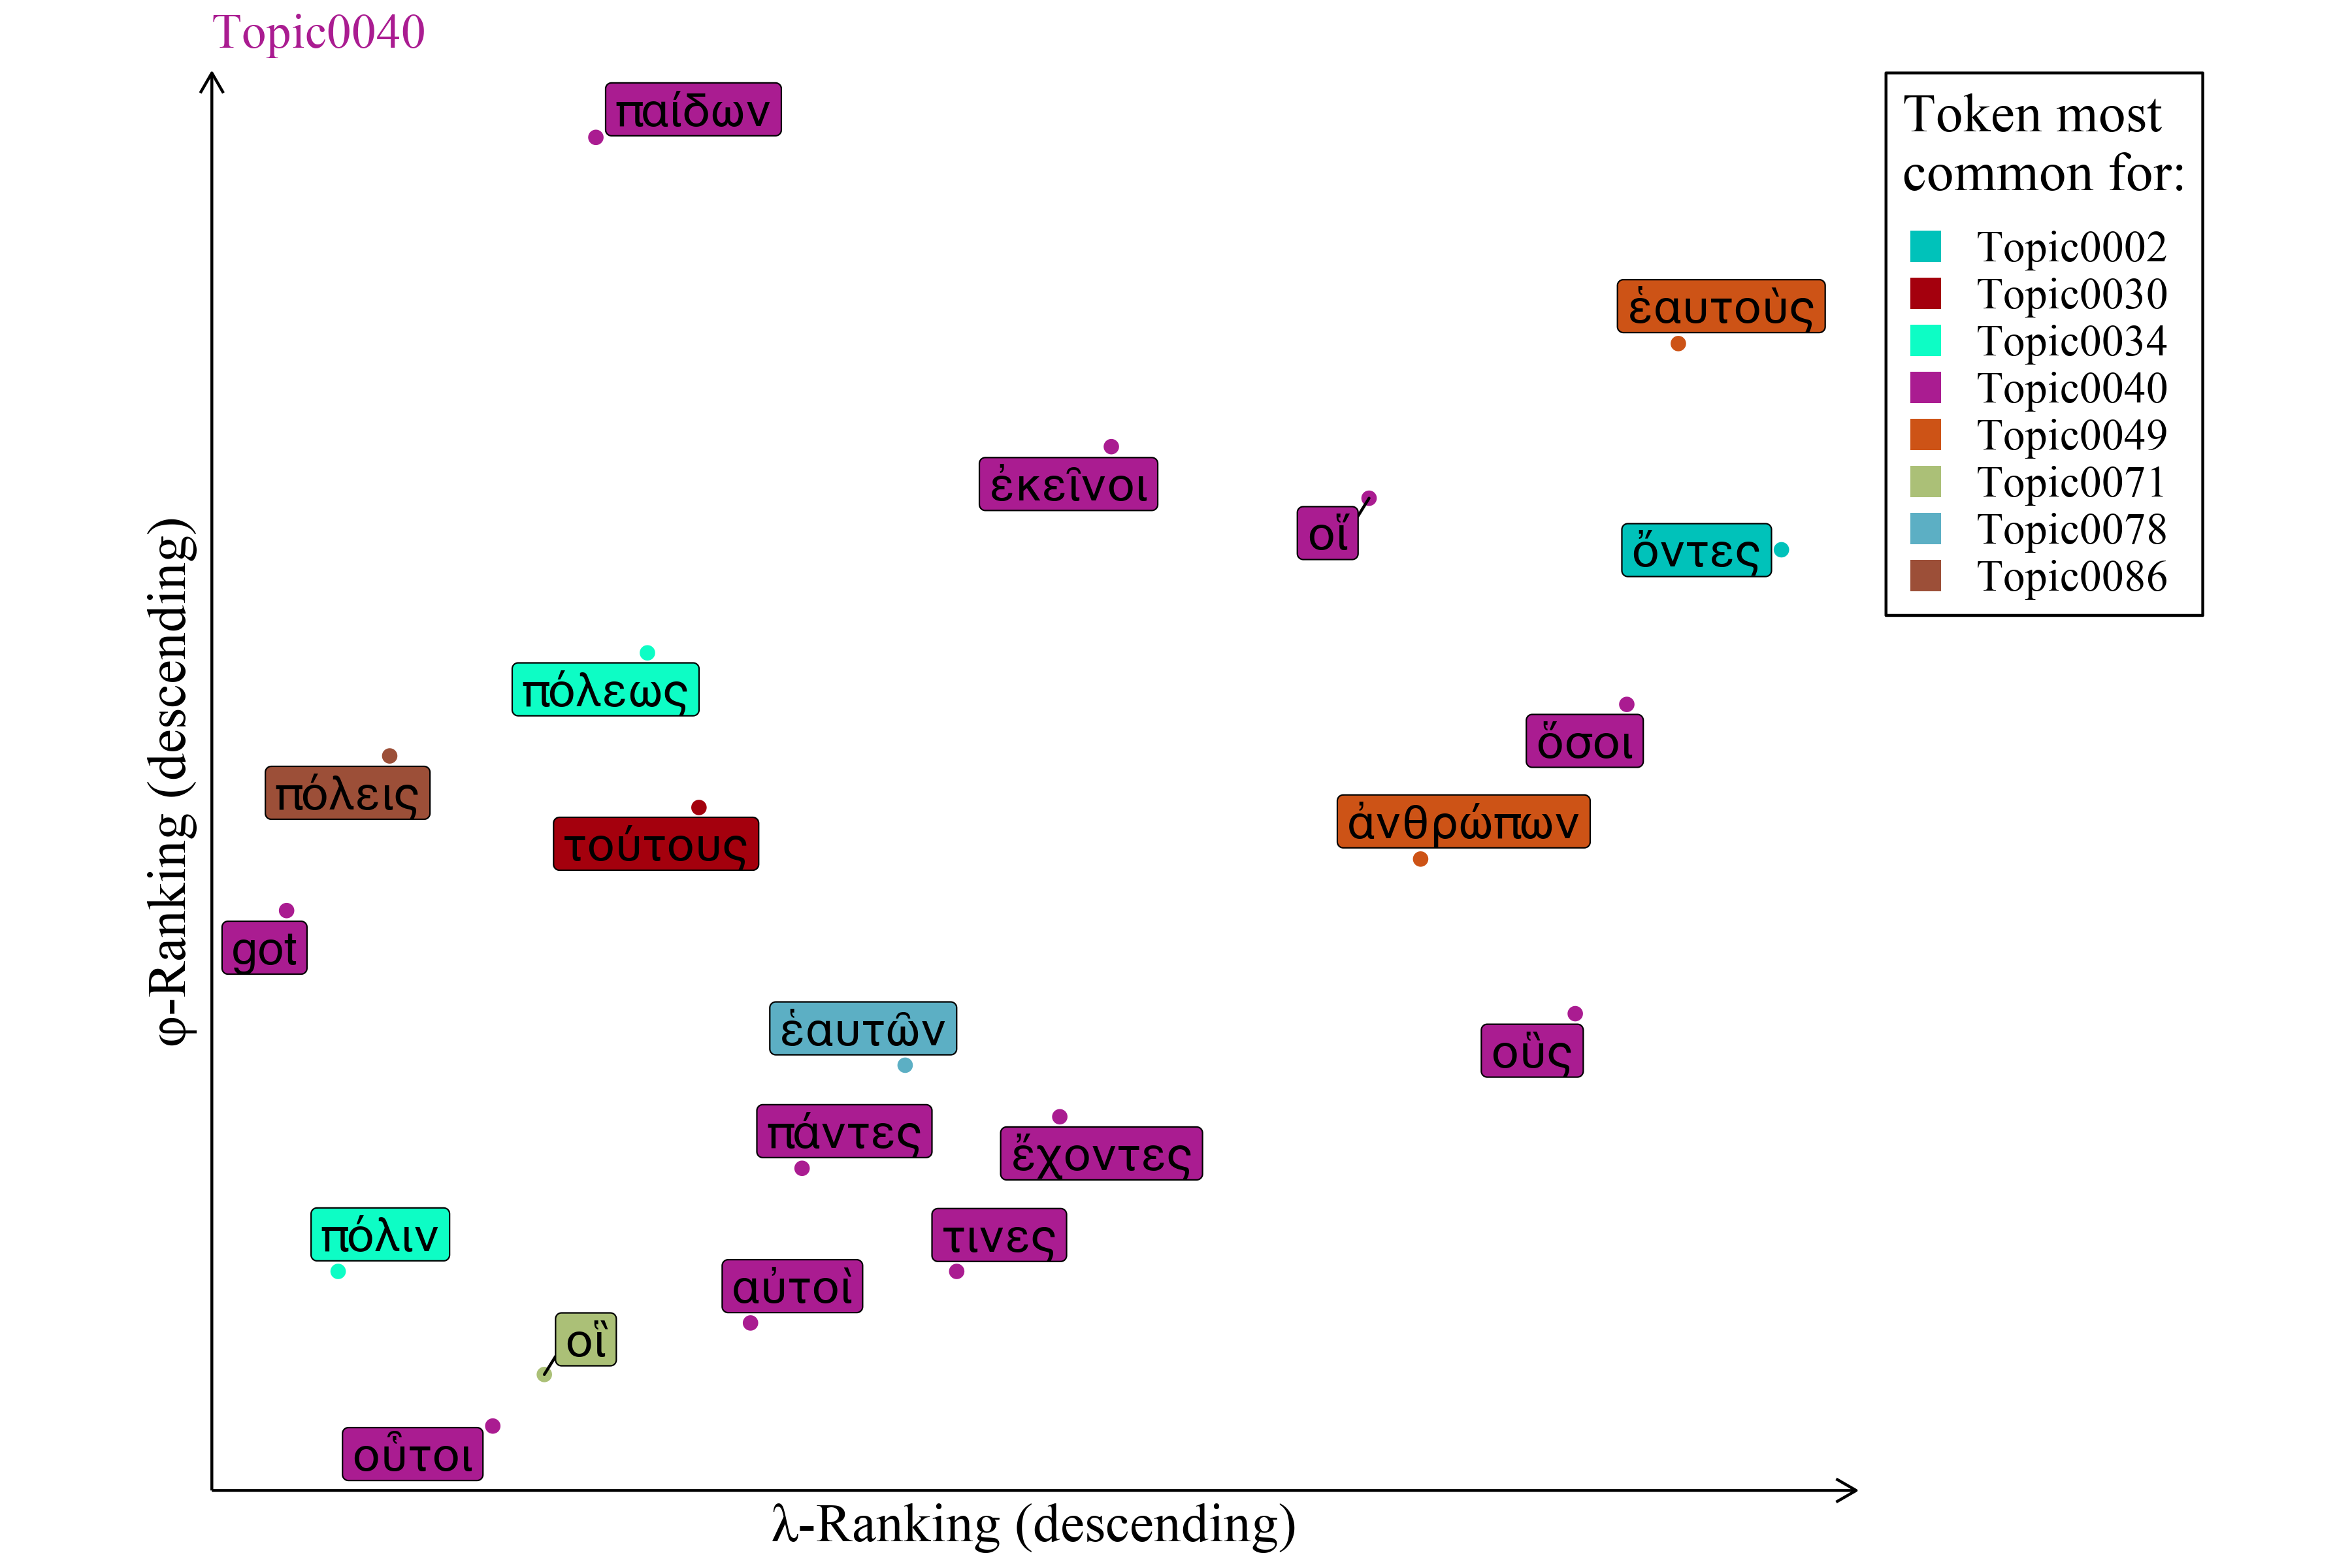 Topic0040
παίδων
ἑαυτοὺς
ἐκεῖνοι
οἵ
ὄντες
πόλεως
ὅσοι
πόλεις
τούτους
ἀνθρώπων
got
ἑαυτῶν
οὓς
πάντες
ἔχοντες
πόλιν
τινες
αὐτοὶ
οἳ
οὗτοι
φ-Ranking (descending)
λ-Ranking (descending)
Token most
common for:
Topic0002
Topic0030
Topic0034
Topic0040
Topic0049
Topic0071
Topic0078
Topic0086